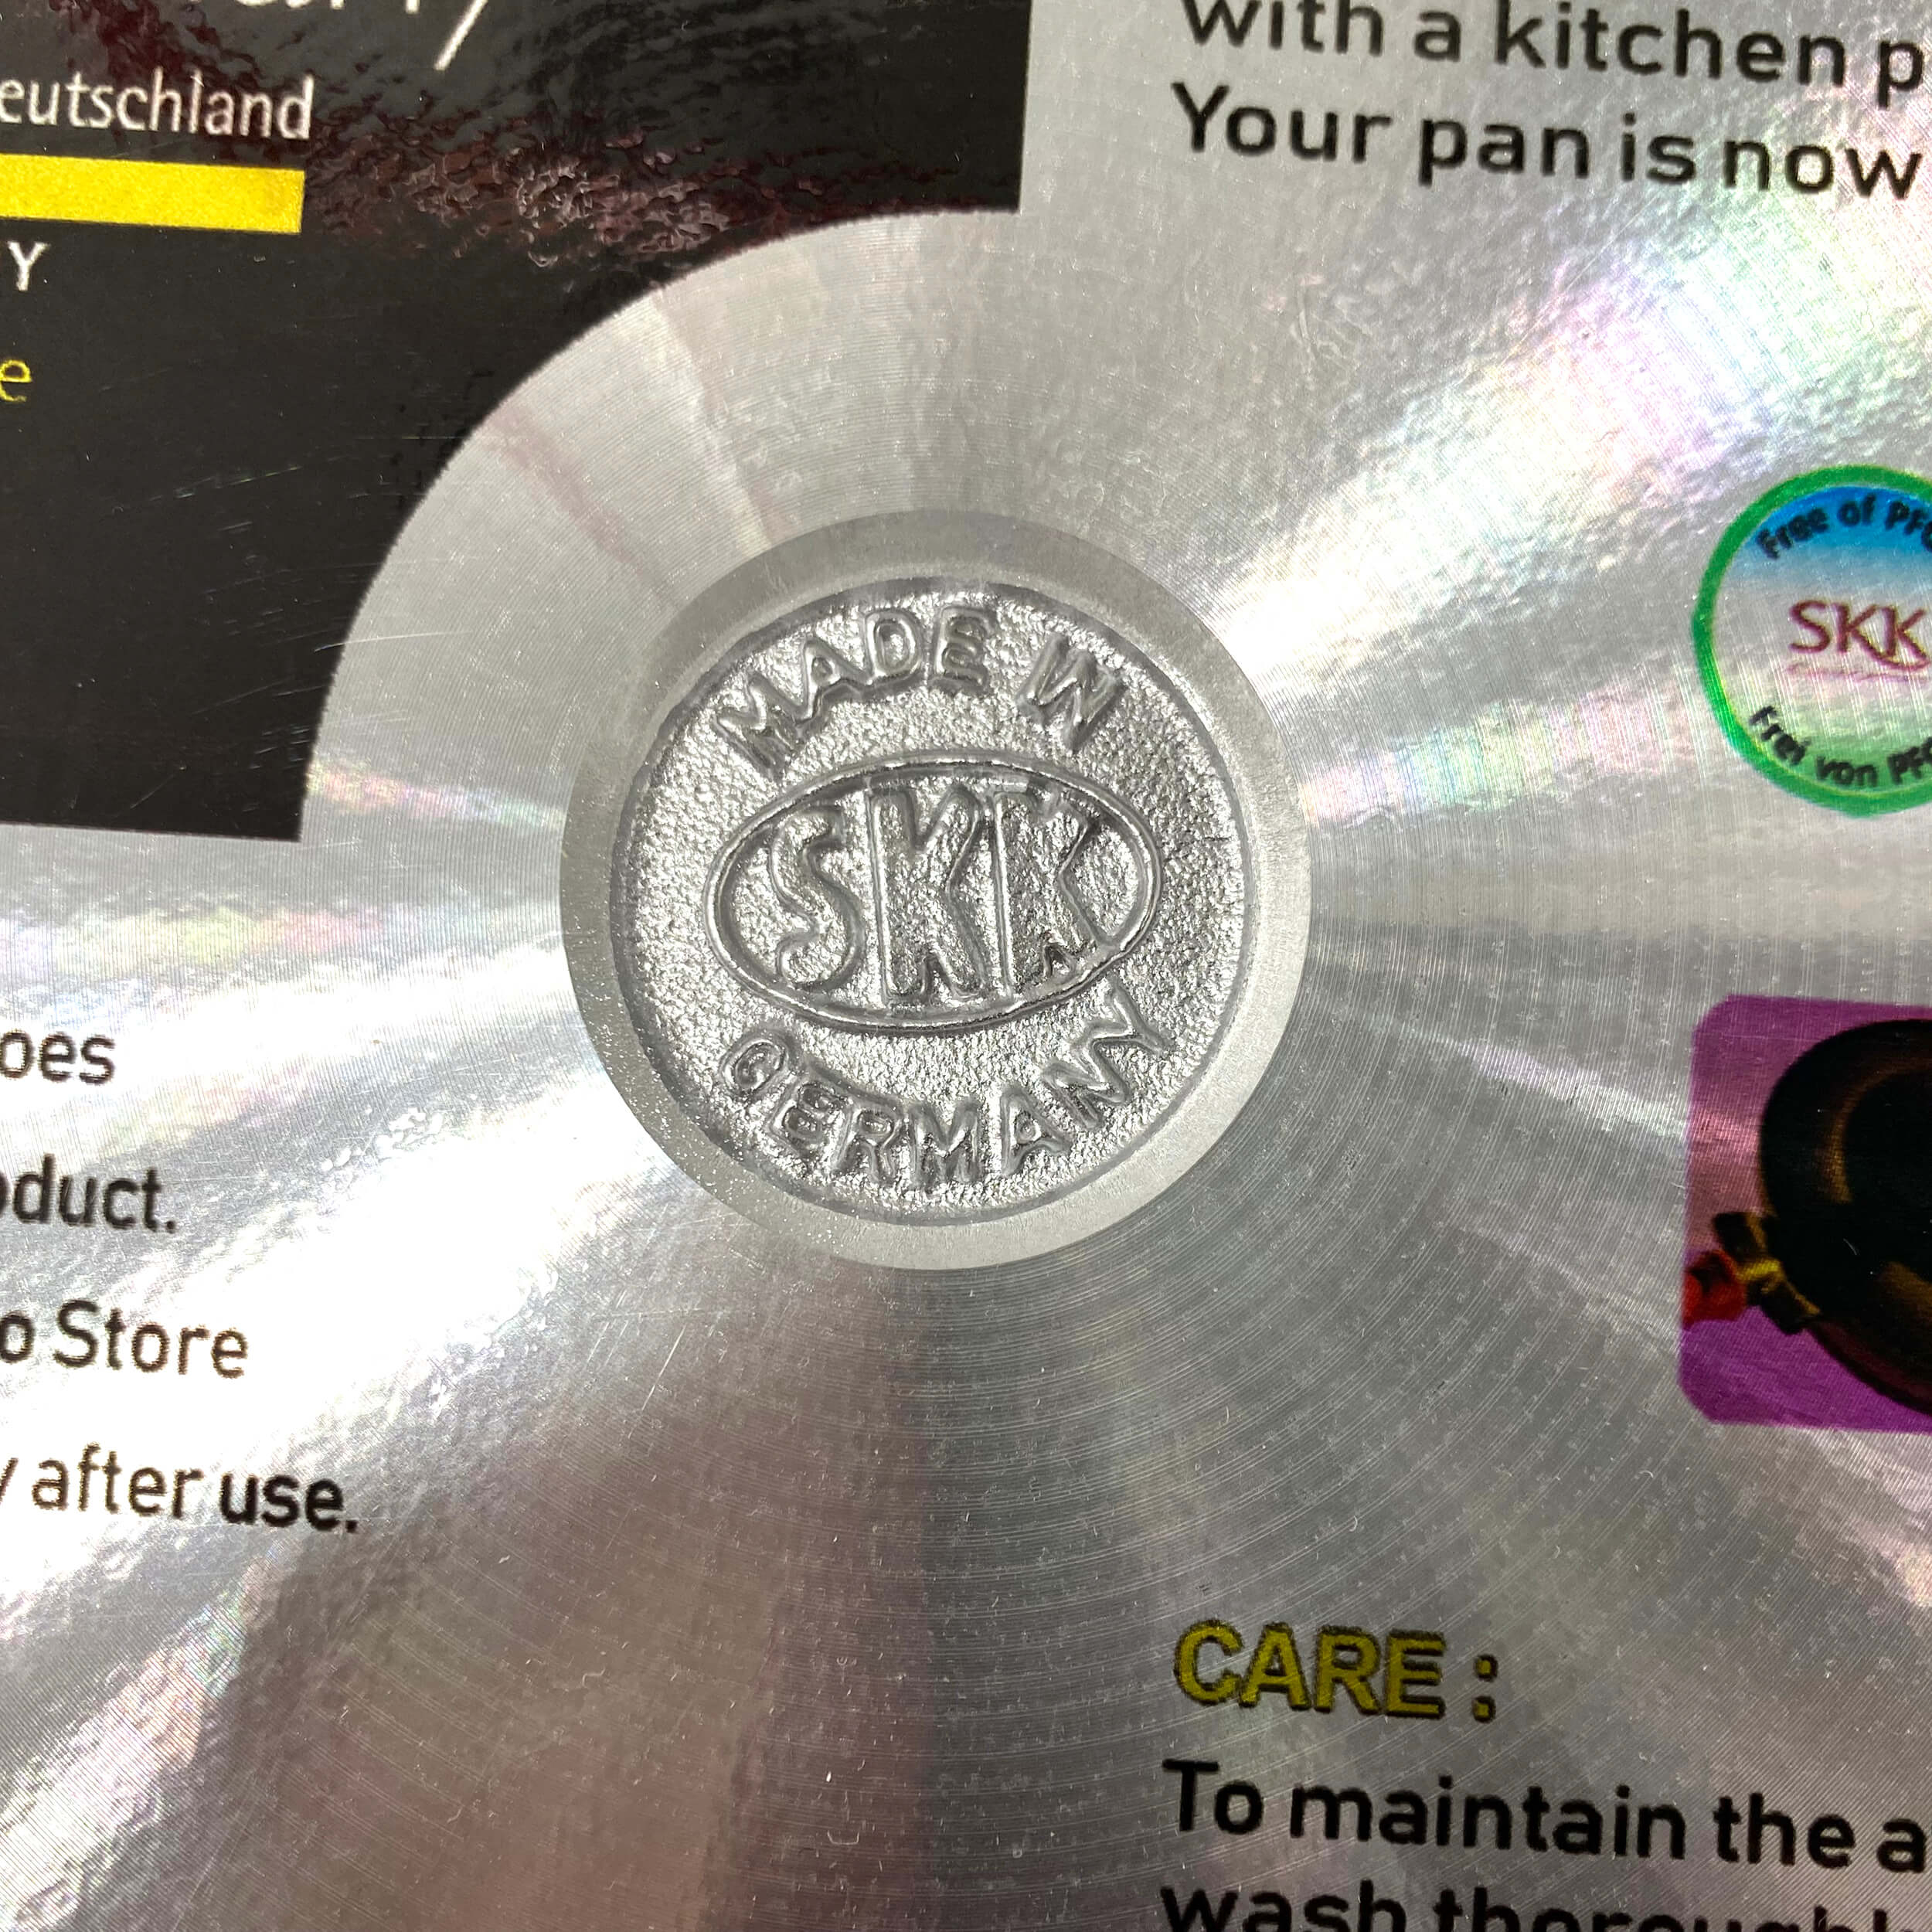 eutschland
Y
e
with a kitchen p
Your pan is now
Free of PF
SKK
Frei von PF
MADE IN
SKK
GERMANY
oes
oduct.
o Store
y after use.
CARE :
To maintain the a